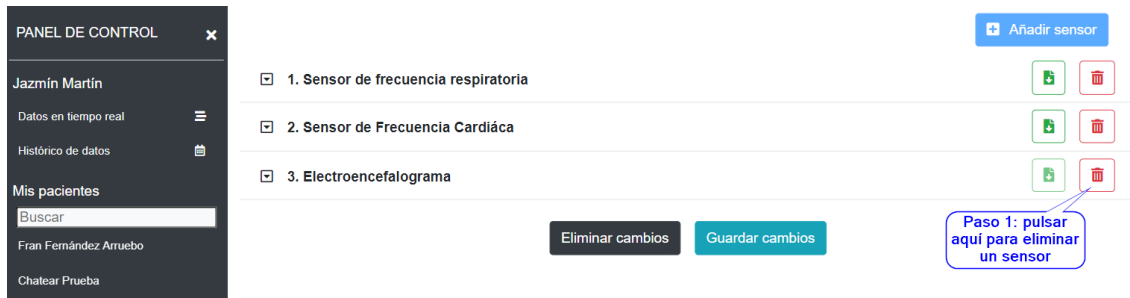 PANEL DE CONTROL ×
Añadir sensor
Jazmín Martín
Datos en tiempo real
Histórico de datos
Mis pacientes
Buscar
Fran Fernández Arruebo
Chatear Prueba
1. Sensor de frecuencia respiratoria
2. Sensor de Frecuencia Cardiáca
3. Electroencefalograma
Eliminar cambios
Guardar cambios
Paso 1: pulsar
aquí para eliminar
un sensor